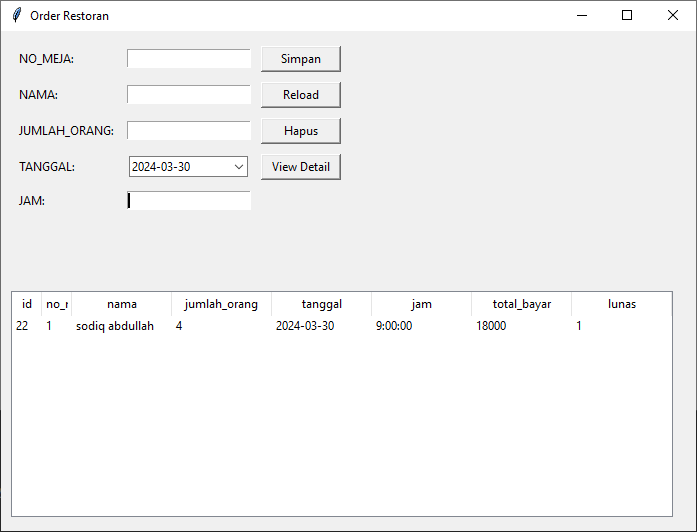 Order Restoran
NO_MEJA: Simpan
NAMA: Reload
JUMLAH_ORANG: Hapus
TANGGAL: 2024-03-30 View Detail
JAM:
id no_r nama jumlah_orang tanggal jam total_bayar lunas
22 1 sodiq abdullah 4 2024-03-30 9:00:00 18000 1